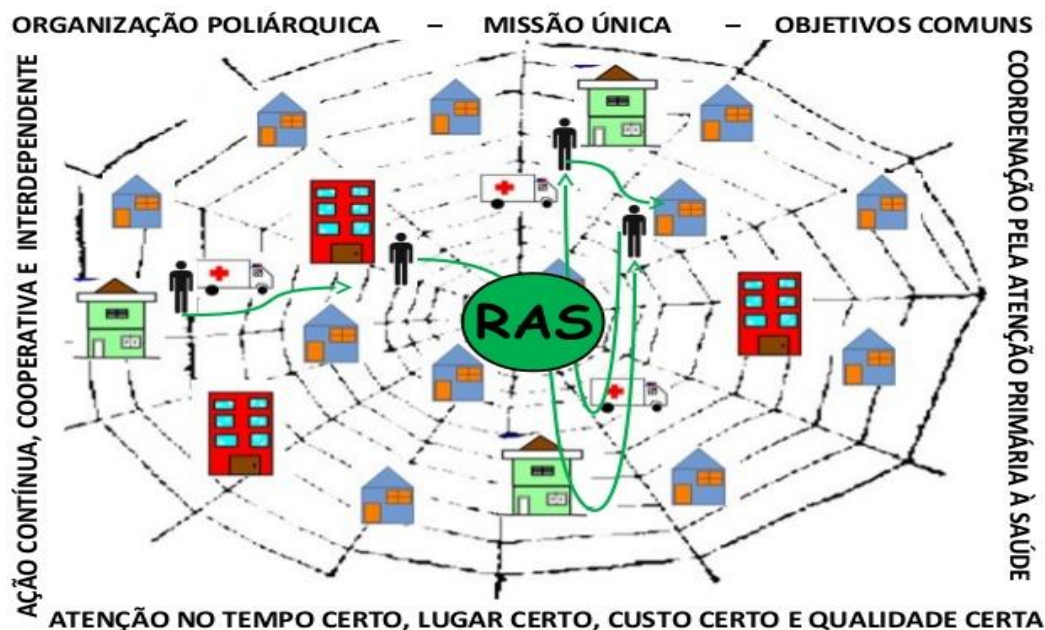 ORGANIZAÇÃO POLIÁRQUICA – MISSÃO ÚNICA – OBJETIVOS COMUNS
AÇÃO CONTÍNUA, COOPERATIVA E INTERDEPENDENTE
COORDENAÇÃO PELA ATENÇÃO PRIMÁRIA À SAÚDE
RAS
ATENÇÃO NO TEMPO CERTO, LUGAR CERTO, CUSTO CERTO E QUALIDADE CERTA